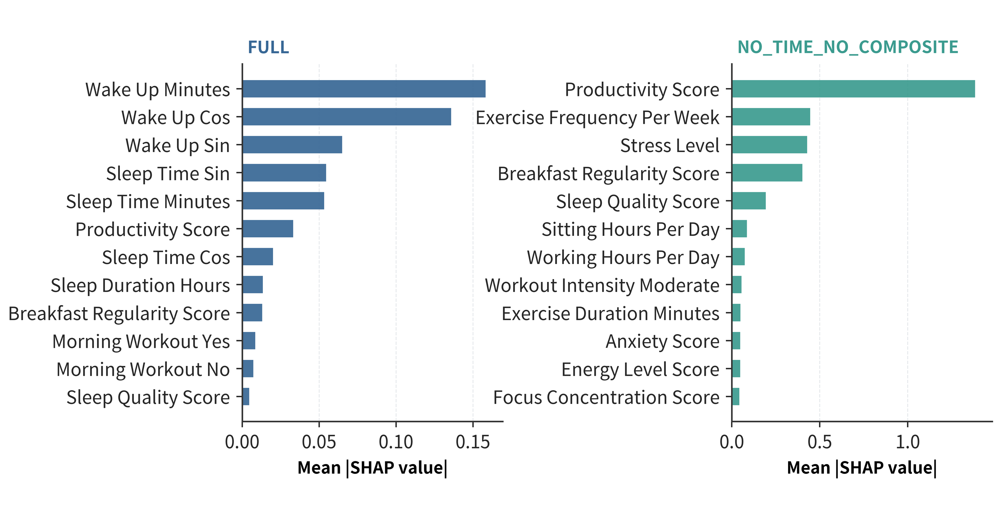 FULL
Wake Up Minutes
Wake Up Cos
Wake Up Sin
Sleep Time Sin
Sleep Time Minutes
Productivity Score
Sleep Time Cos
Sleep Duration Hours
Breakfast Regularity Score
Morning Workout Yes
Morning Workout No
Sleep Quality Score
0.00 0.05 0.10 0.15
Mean |SHAP value|
NO_TIME_NO_COMPOSITE
Productivity Score
Exercise Frequency Per Week
Stress Level
Breakfast Regularity Score
Sleep Quality Score
Sitting Hours Per Day
Working Hours Per Day
Workout Intensity Moderate
Exercise Duration Minutes
Anxiety Score
Energy Level Score
Focus Concentration Score
0.0 0.5 1.0
Mean |SHAP value|